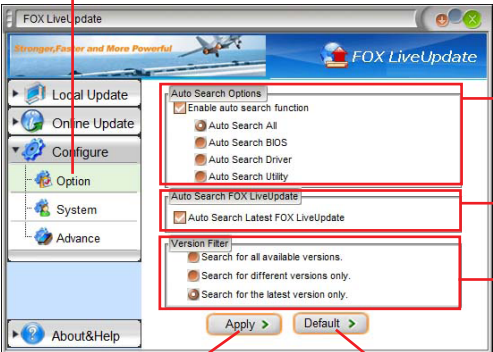 FOX LiveUpdate
Stronger,Faster and More Powerful
FOX LiveUpdate
Local Update
Online Update
Configure
Option
System
Advance
About&Help
Auto Search Options
Enable auto search function
Auto Search All
Auto Search BIOS
Auto Search Driver
Auto Search Utility
Auto Search FOX LiveUpdate
Auto Search Latest FOX LiveUpdate
Version Filter
Search for all available versions.
Search for different versions only.
Search for the latest version only.
Apply >
Default >